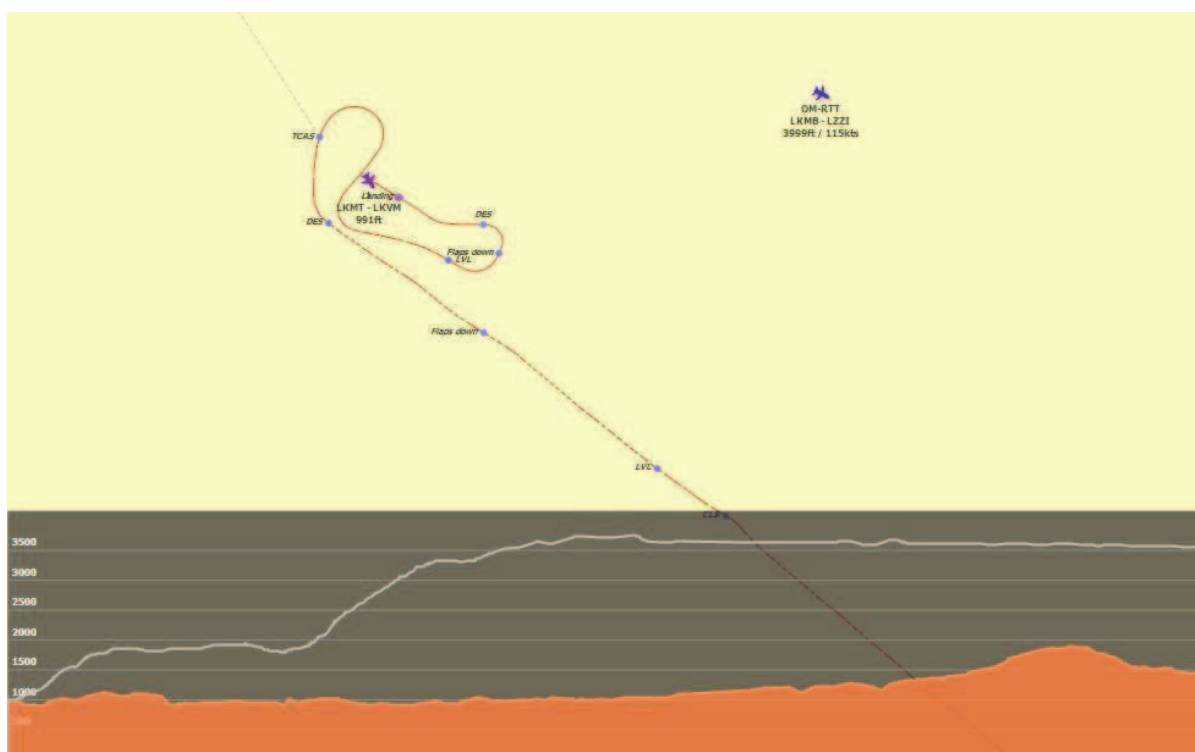 OM-RTT
LKMB - LZZI
3999ft / 115kts
TCAS
Landing
LKMT - LKVM
991ft
DES
DES
Flaps down
LVL
Flaps down
LVL
3500
3000
2500
2000
1500
1000
500